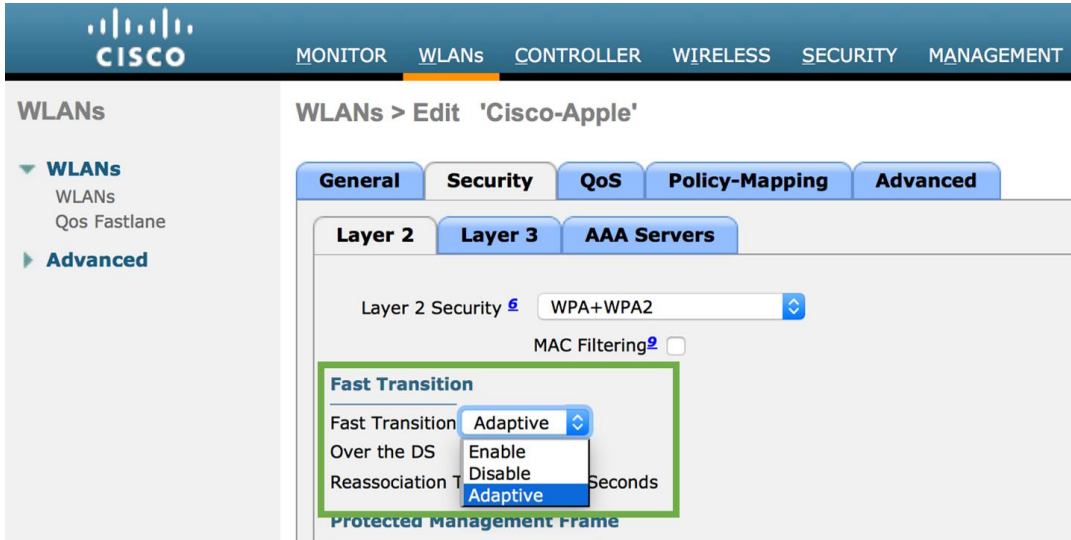 CISCO
MONITOR WLANs CONTROLLER WIRELESS SECURITY MANAGEMENT
WLANs
WLANs > Edit 'Cisco-Apple'
WLANs
WLANs
Qos Fastlane
Advanced
General Security QoS Policy-Mapping Advanced
Layer 2 Layer 3 AAA Servers
Layer 2 Security 6 WPA+WPA2
MAC Filtering 9
Fast Transition
Fast Transition Adaptive
Over the DS Enable
Disable
Reassociation T Seconds
Adaptive
Protected Management Frame